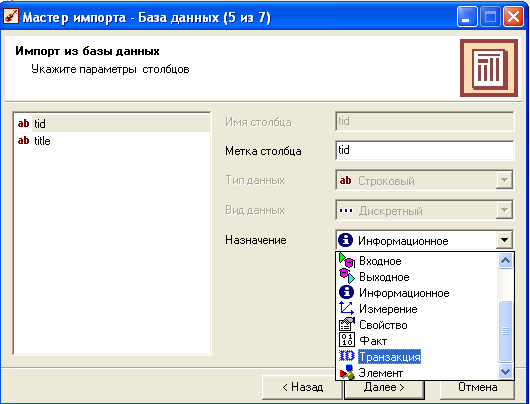 Мастер импорта - База данных (5 из 7)
Импорт из базы данных
Укажите параметры столбцов
ab tid
ab title
Имя столбца tid
Метка столбца tid
Тип данных ab Строковый
Вид данных Дискретный
Назначение Информационное
Входное
Выходное
Информационное
Измерение
Свойство
Факт
Транзакция
Элемент
< Назад Далее > Отмена